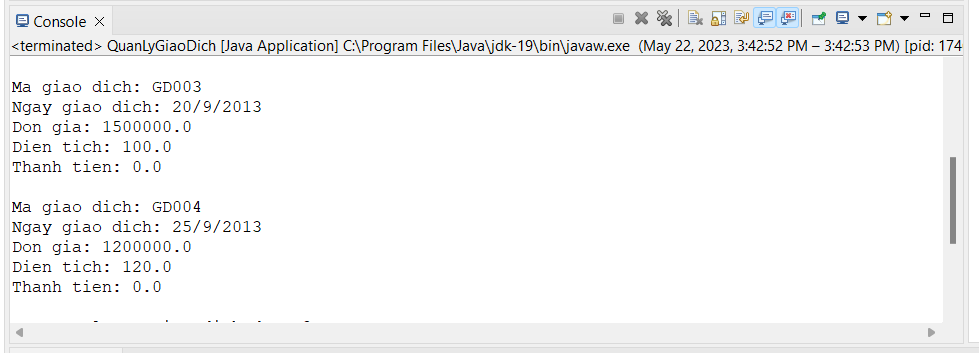 Console
<terminated> QuanLyGiaoDich [Java Application] C:\Program Files\Java\jdk-19\bin\javaw.exe (May 22, 2023, 3:42:52 PM – 3:42:53 PM) [pid: 174
Ma giao dich: GD003
Ngay giao dich: 20/9/2013
Don gia: 1500000.0
Dien tich: 100.0
Thanh tien: 0.0
Ma giao dich: GD004
Ngay giao dich: 25/9/2013
Don gia: 1200000.0
Dien tich: 120.0
Thanh tien: 0.0